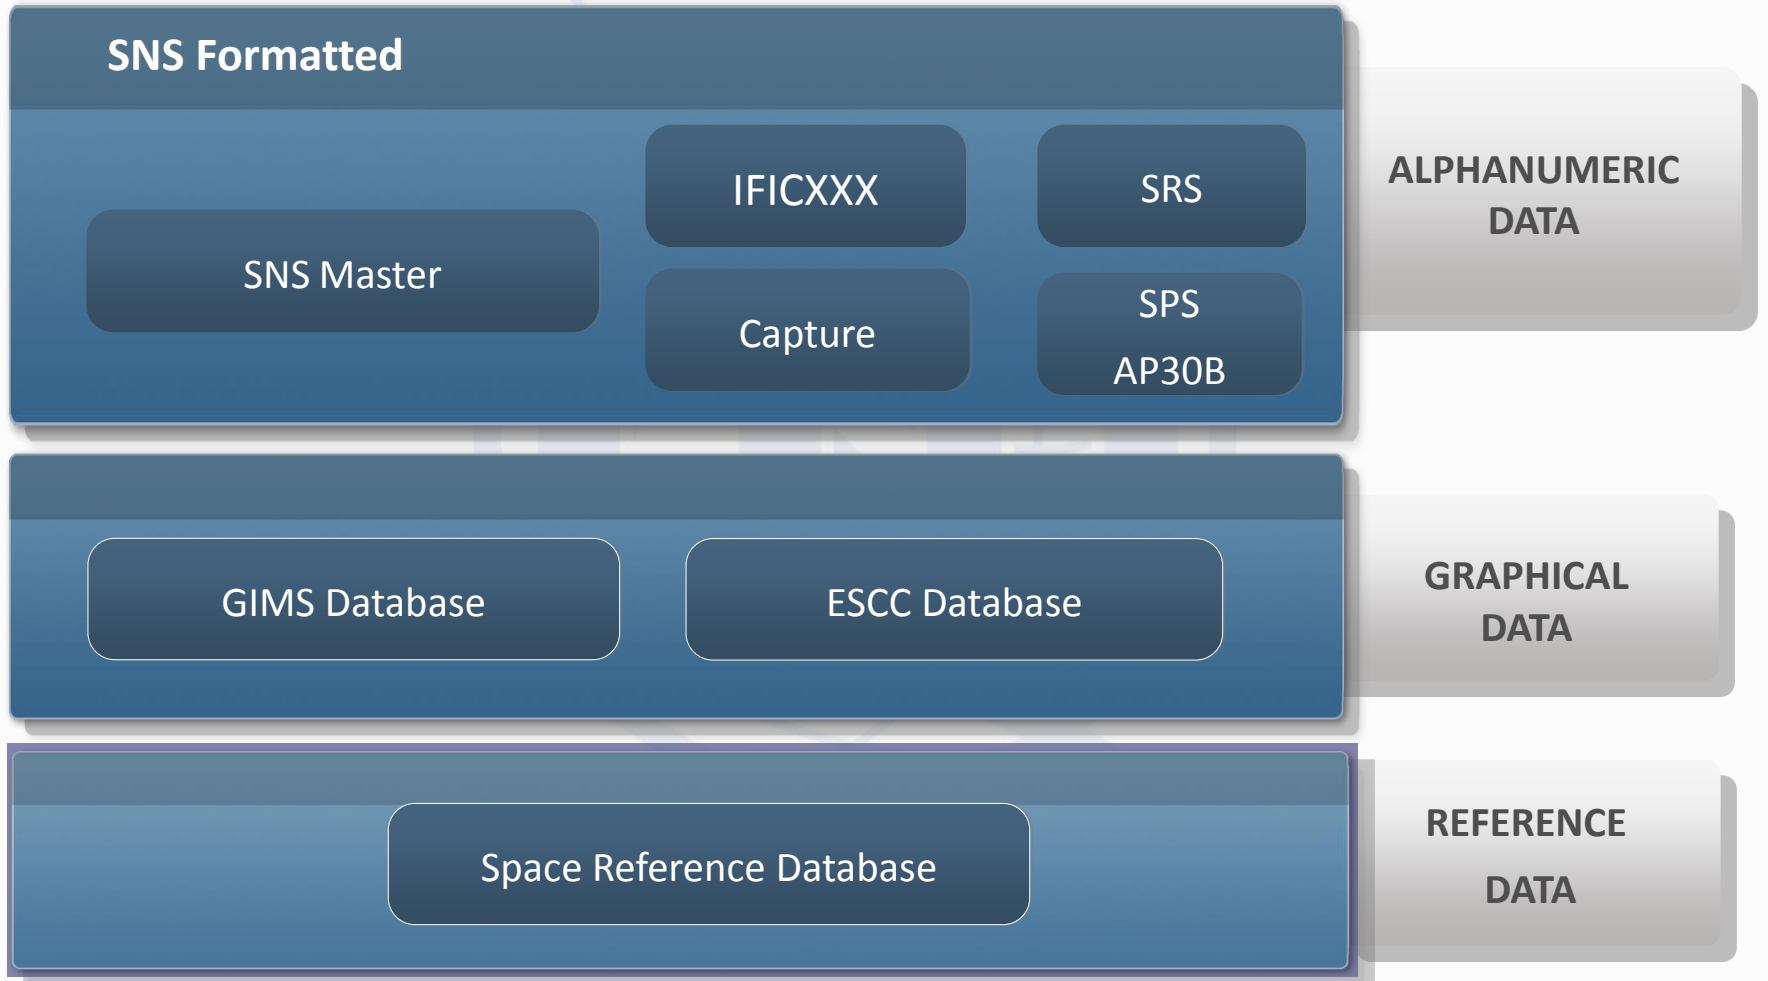 SNS Formatted
SNS Master
IFICXXX
Capture
SRS
SPS
AP30B
ALPHANUMERIC
DATA
GIMS Database
ESCC Database
GRAPHICAL
DATA
Space Reference Database
REFERENCE
DATA